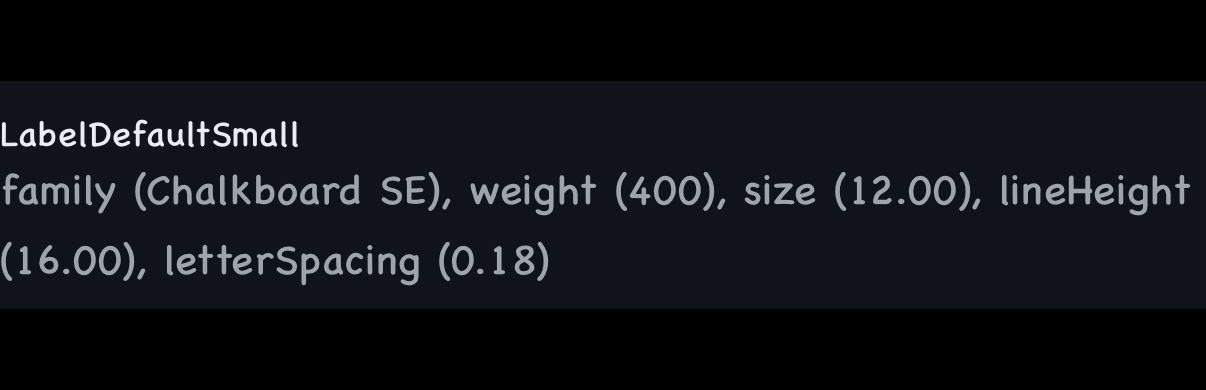 LabelDefaultSmall
family (Chalkboard SE), weight (400), size (12.00), lineHeight
(16.00), letterSpacing (0.18)